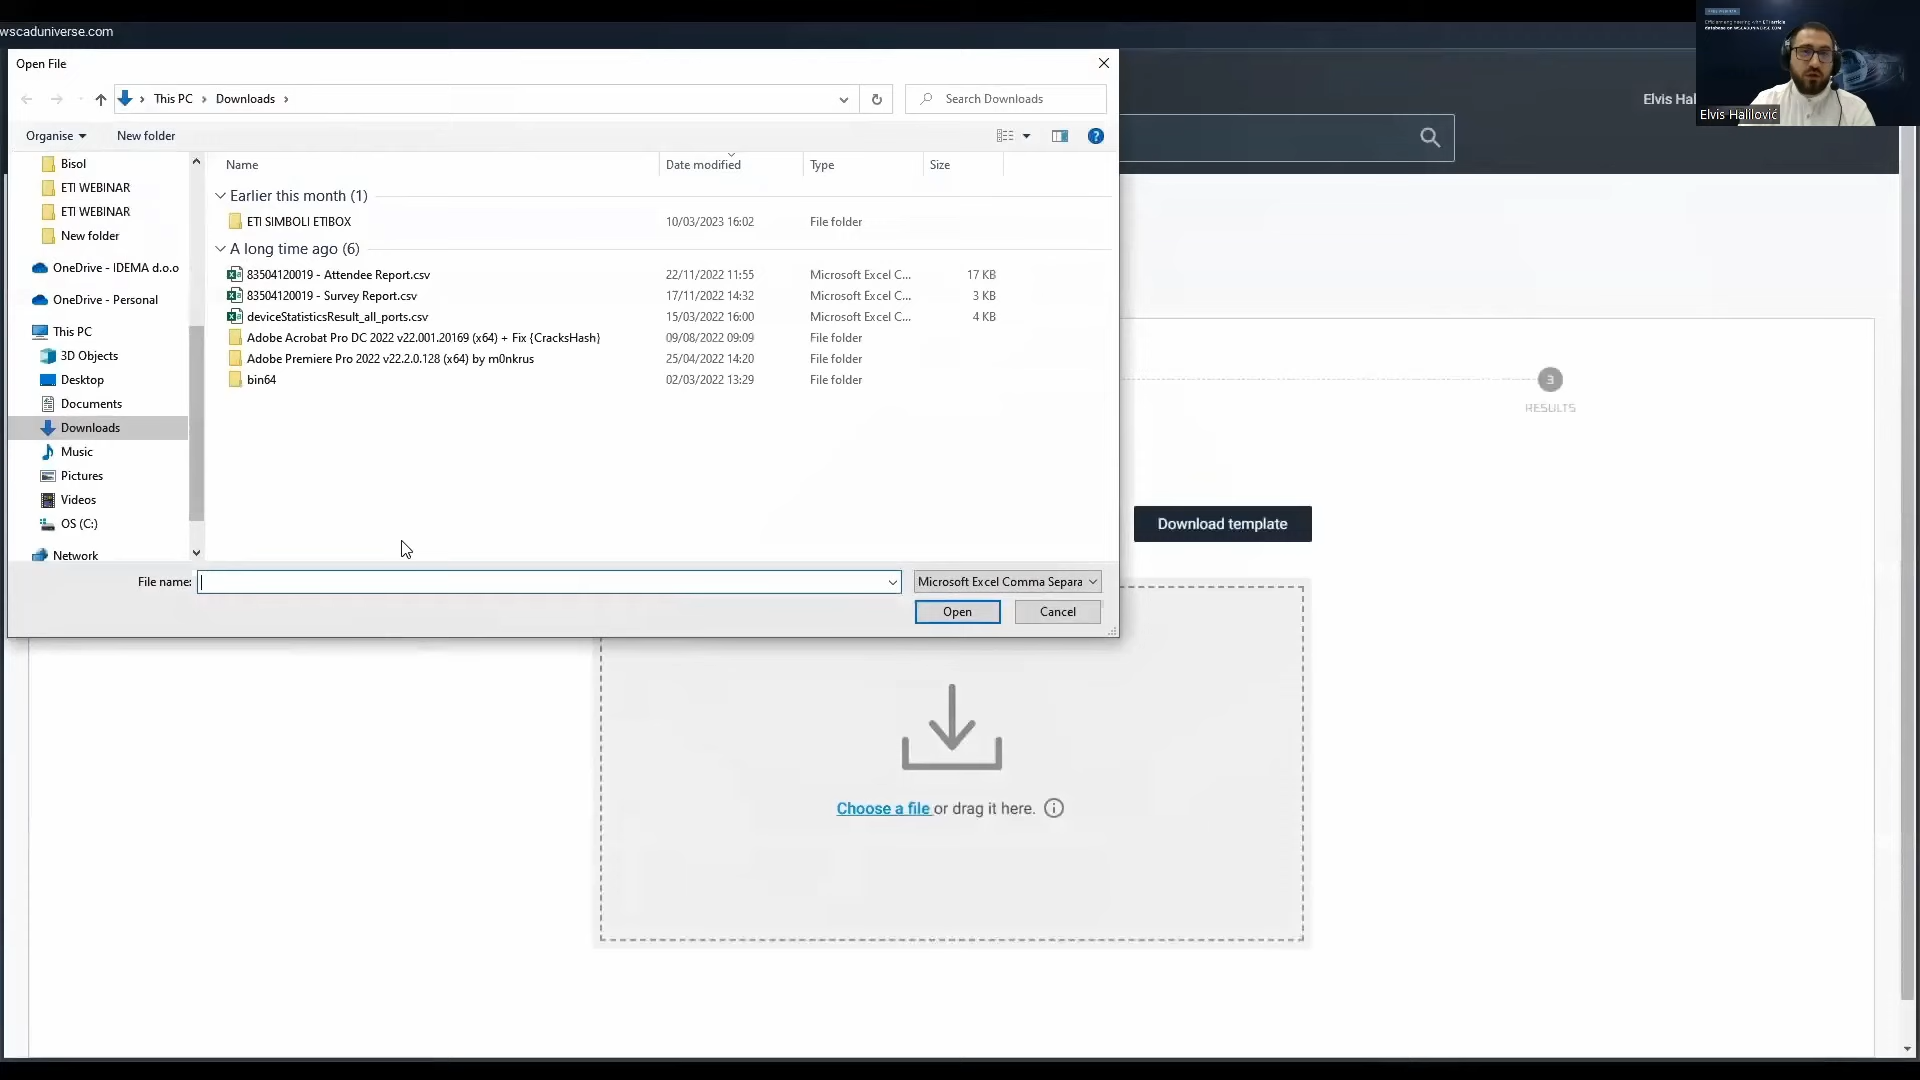 wscaduniverse.com
Open File
This PC
Downloads
Search Downloads
Organise
New folder
Name
Date modified
Type
Size
Bisol
ETI WEBINAR
ETI WEBINAR
New folder
OneDrive - IDEMA d.o.o
OneDrive - Personal
This PC
3D Objects
Desktop
Documents
Downloads
Music
Pictures
Videos
OS (C:)
Network
Earlier this month (1)
ETI SIMBOLI ETIBOX 10/03/2023 16:02 File folder
A long time ago (6)
83504120019 - Attendee Report.csv 22/11/2022 11:55 Microsoft Excel C... 17 KB
83504120019 - Survey Report.csv 17/11/2022 14:32 Microsoft Excel C... 3 KB
deviceStatisticsResult_all_ports.csv 15/03/2022 16:00 Microsoft Excel C... 4 KB
Adobe Acrobat Pro DC 2022 v22.001.20169 (x64) + Fix {CracksHash} 09/08/2022 09:09 File folder
Adobe Premiere Pro 2022 v22.2.0.128 (x64) by m0nkrus 25/04/2022 14:20 File folder
bin64 02/03/2022 13:29 File folder
File name:
Microsoft Excel Comma Separa
Open
Cancel
Elvis Hal
Elvis Halilović
3
RESULTS
Download template
Choose a file or drag it here.